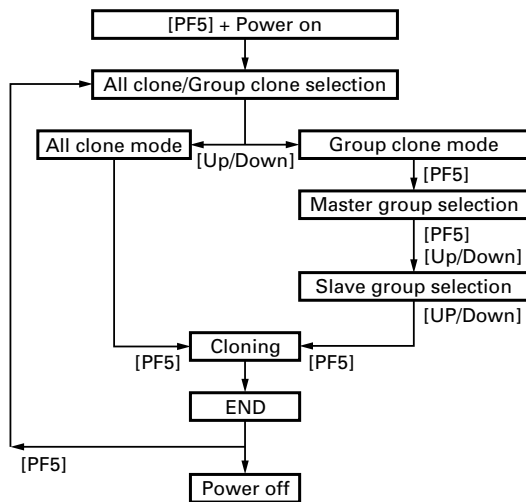 [PF5] + Power on
All clone/Group clone selection
All clone mode
[Up/Down]
Group clone mode
[PF5]
Master group selection
[PF5]
[Up/Down]
Slave group selection
[UP/Down]
Cloning
[PF5]
[PF5]
END
[PF5]
Power off